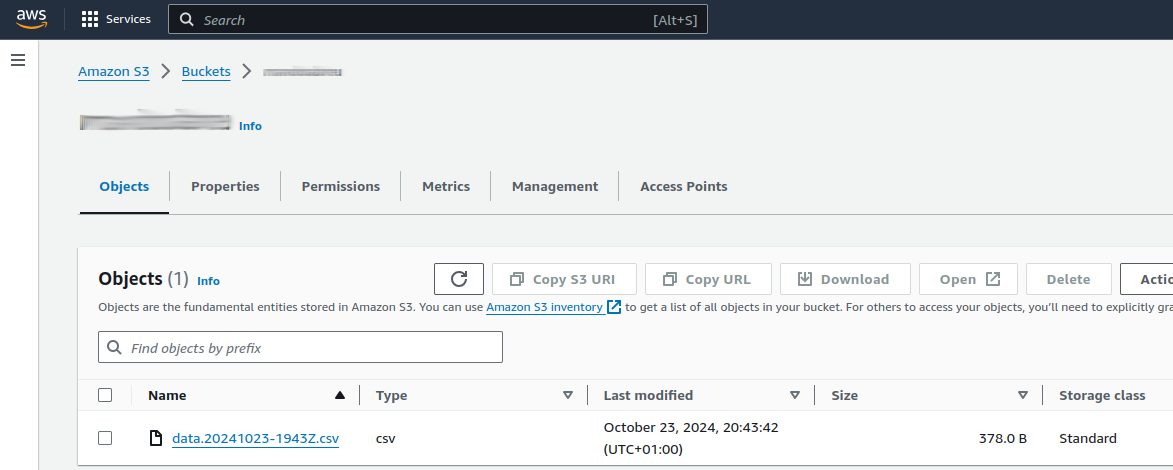 aws Services Search [Alt+S]
Amazon S3 Buckets
Info
Objects Properties Permissions Metrics Management Access Points
Objects (1) Info Copy S3 URI Copy URL Download Open Delete Actio
Objects are the fundamental entities stored in Amazon S3. You can use Amazon S3 inventory to get a list of all objects in your bucket. For others to access your objects, you'll need to explicitly gra
Find objects by prefix
Name Type Last modified Size Storage class
data.20241023-1943Z.csv csv October 23, 2024, 20:43:42 378.0 B Standard
(UTC+01:00)